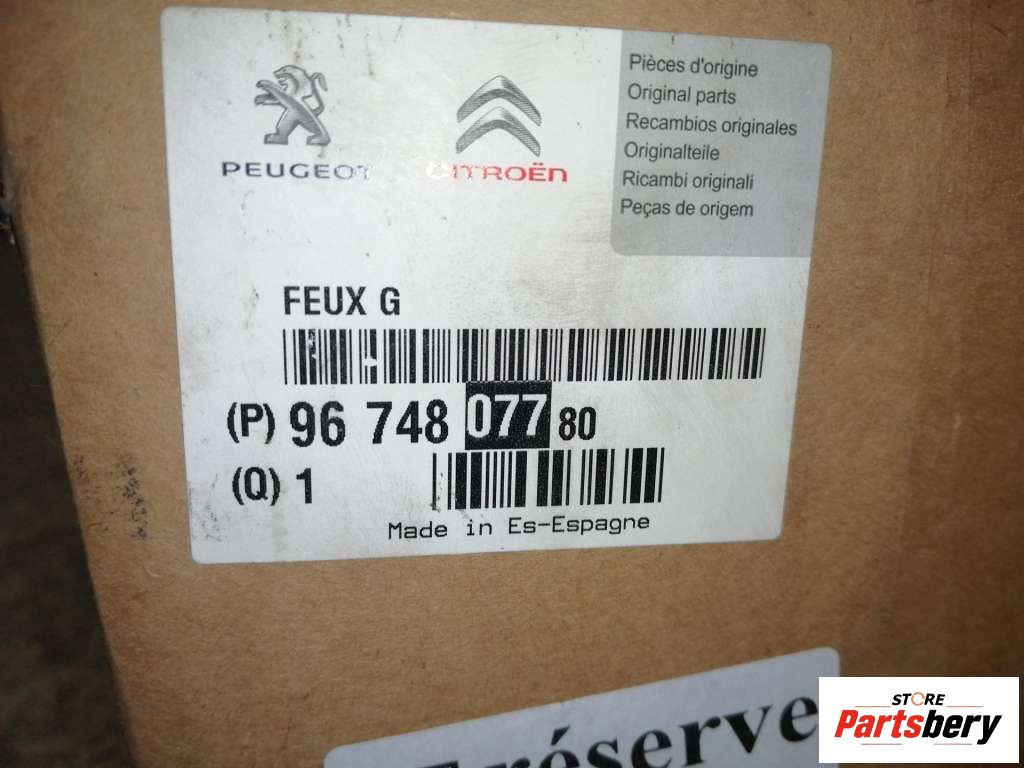 PEUGEOT
CITROËN
Pièces d'origine
Original parts
Recambios originales
Originalteile
Ricambi originali
Peças de origem
FEUX G
(P) 96 748 077 80
(Q) 1
Made in Es-Espagne
réserve
STORE
Partsbery